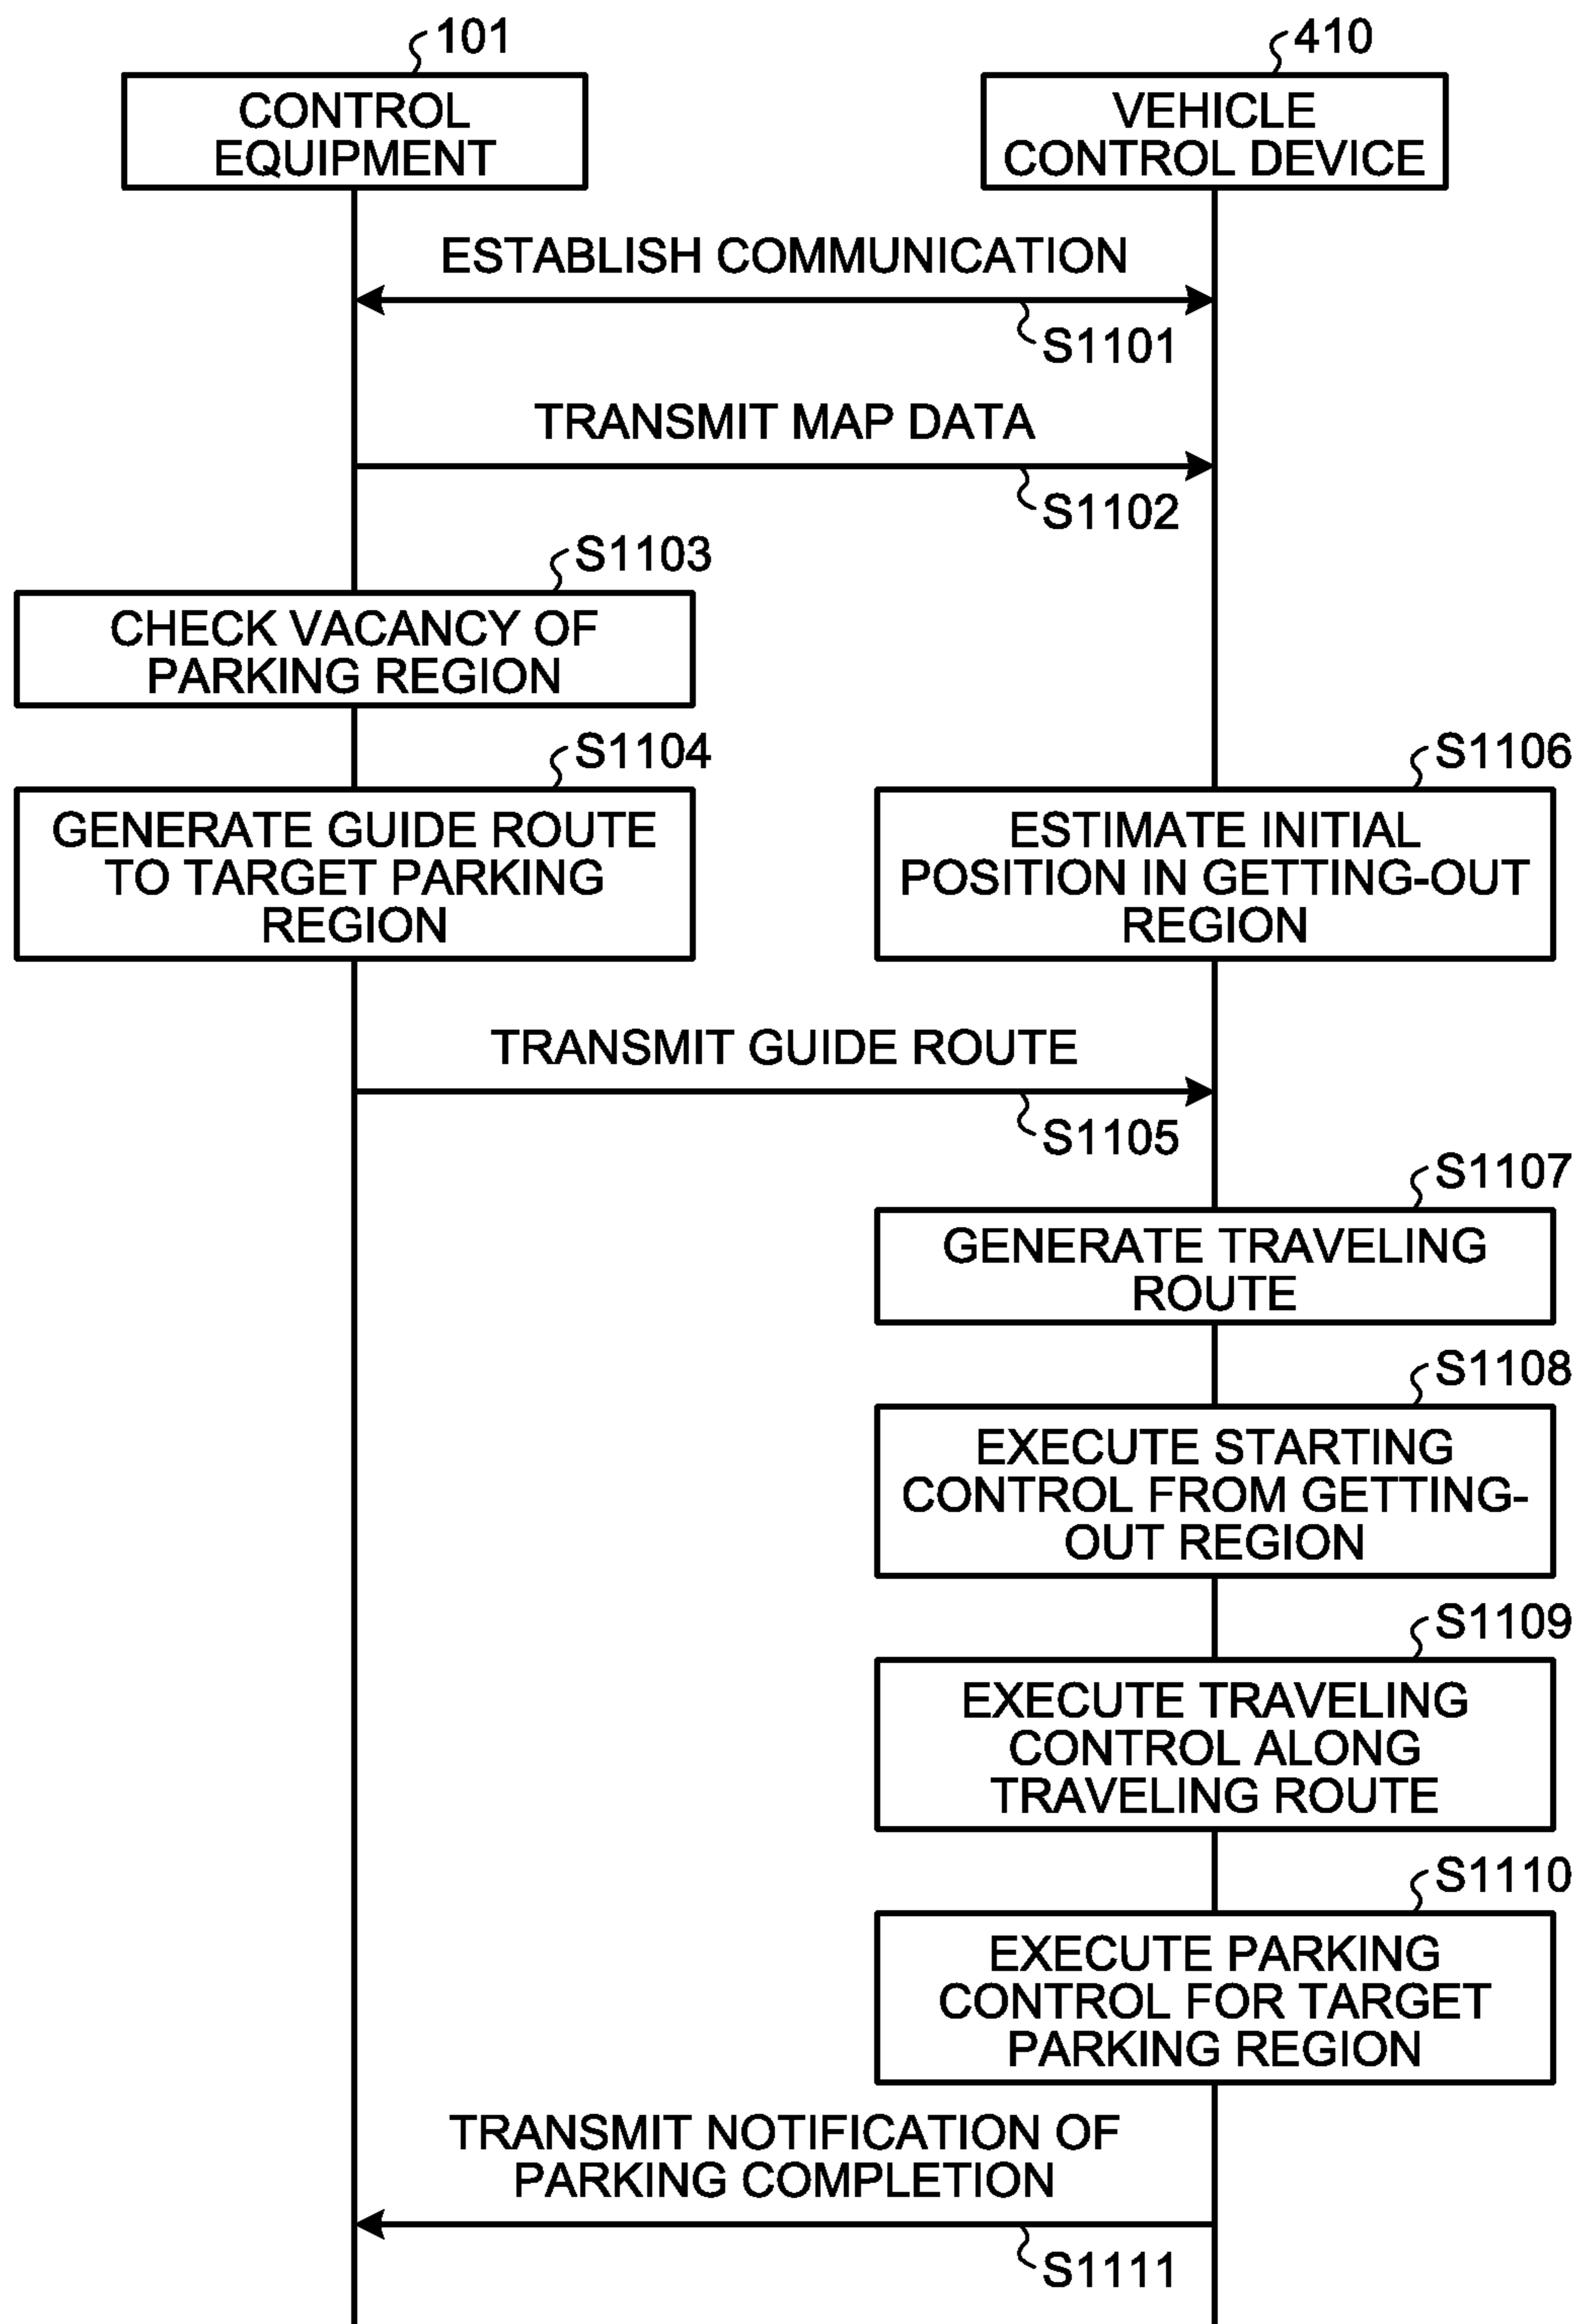 101
CONTROL
EQUIPMENT
410
VEHICLE
CONTROL DEVICE
ESTABLISH COMMUNICATION
S1101
TRANSMIT MAP DATA
S1102
S1103
CHECK VACANCY OF
PARKING REGION
S1104
GENERATE GUIDE ROUTE
TO TARGET PARKING
REGION
S1106
ESTIMATE INITIAL
POSITION IN GETTING-OUT
REGION
TRANSMIT GUIDE ROUTE
S1105
S1107
GENERATE TRAVELING
ROUTE
S1108
EXECUTE STARTING
CONTROL FROM GETTING-
OUT REGION
S1109
EXECUTE TRAVELING
CONTROL ALONG
TRAVELING ROUTE
S1110
EXECUTE PARKING
CONTROL FOR TARGET
PARKING REGION
TRANSMIT NOTIFICATION OF
PARKING COMPLETION
S1111